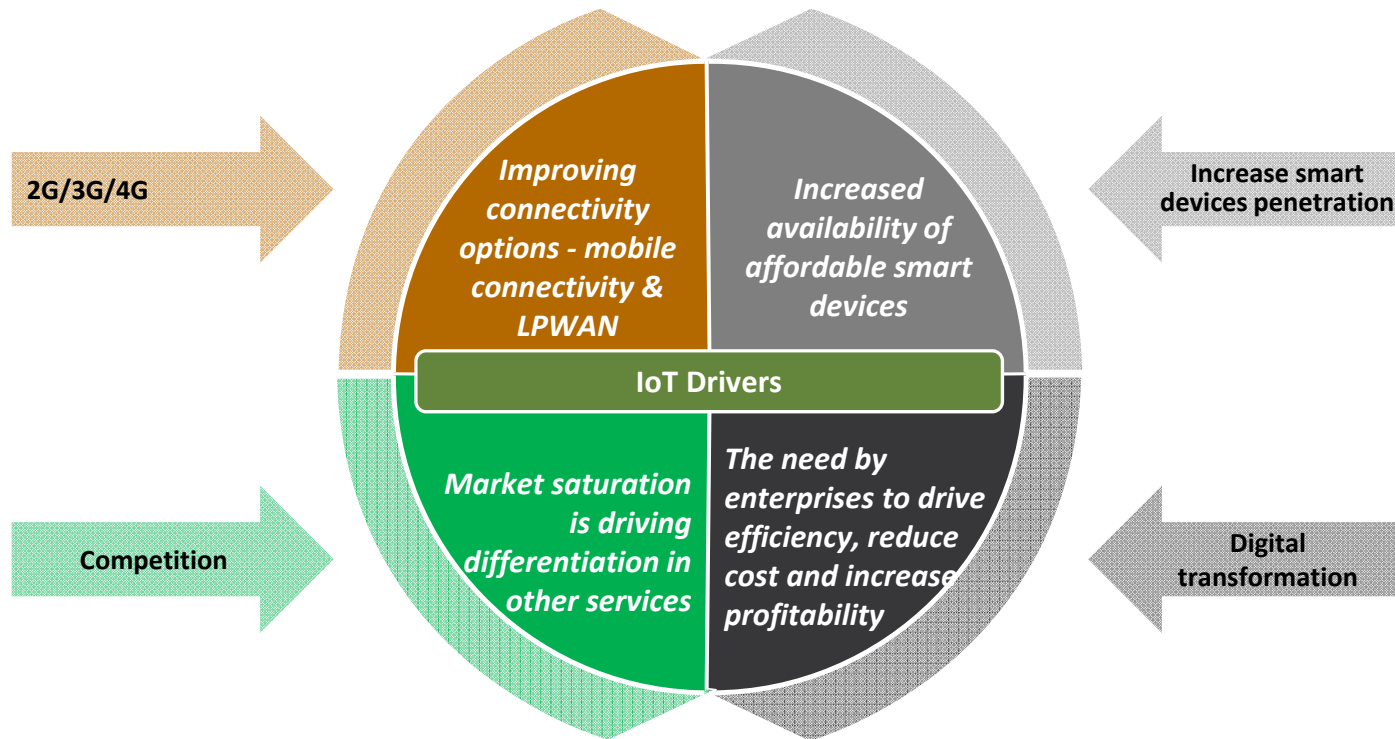 2G/3G/4G
Improving
connectivity
options - mobile
connectivity &
LPWAN
Increased
availability of
affordable smart
devices
Increase smart
devices penetration
IoT Drivers
Competition
Market saturation
is driving
differentiation in
other services
The need by
enterprises to drive
efficiency, reduce
cost and increase
profitability
Digital
transformation